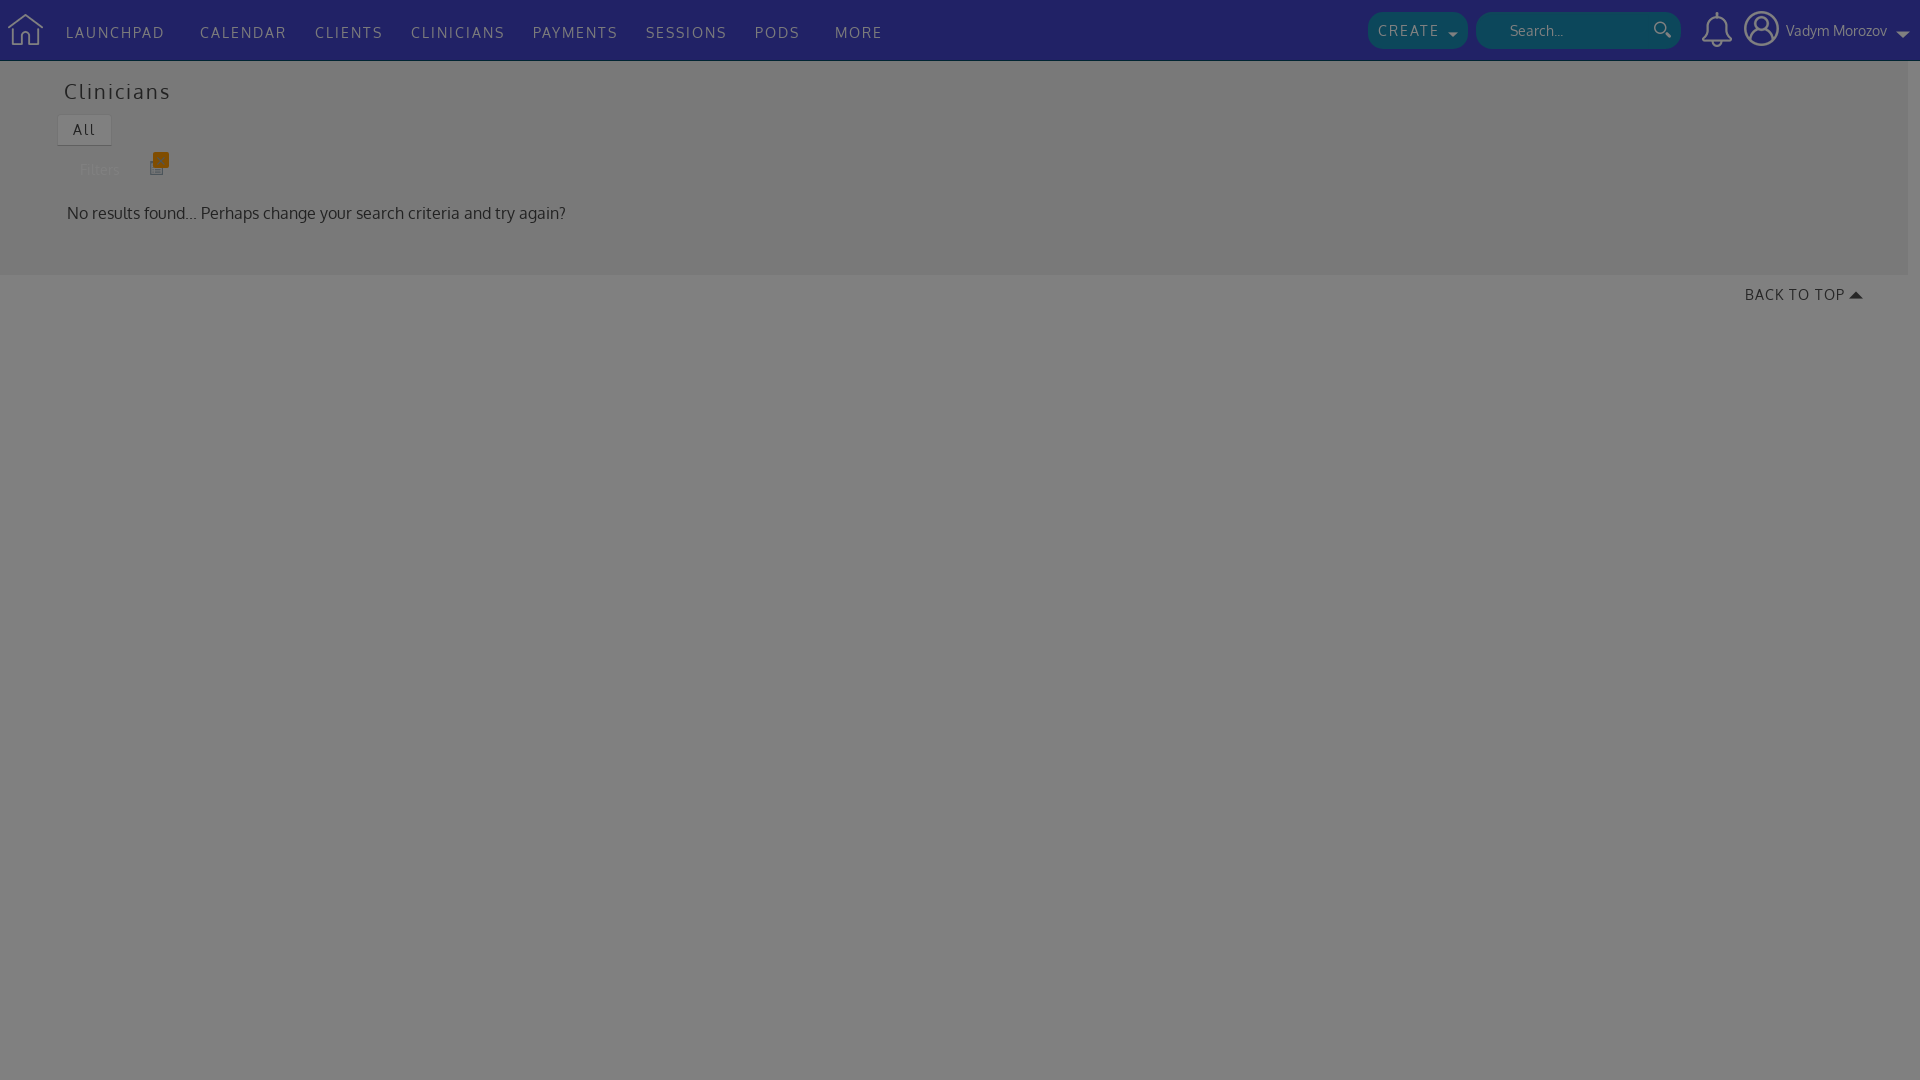 LAUNCHPAD CALENDAR CLIENTS CLINICIANS PAYMENTS SESSIONS PODS MORE CREATE Search... Vadym Morozov
Clinicians
All
Filters
No results found... Perhaps change your search criteria and try again?
BACK TO TOP